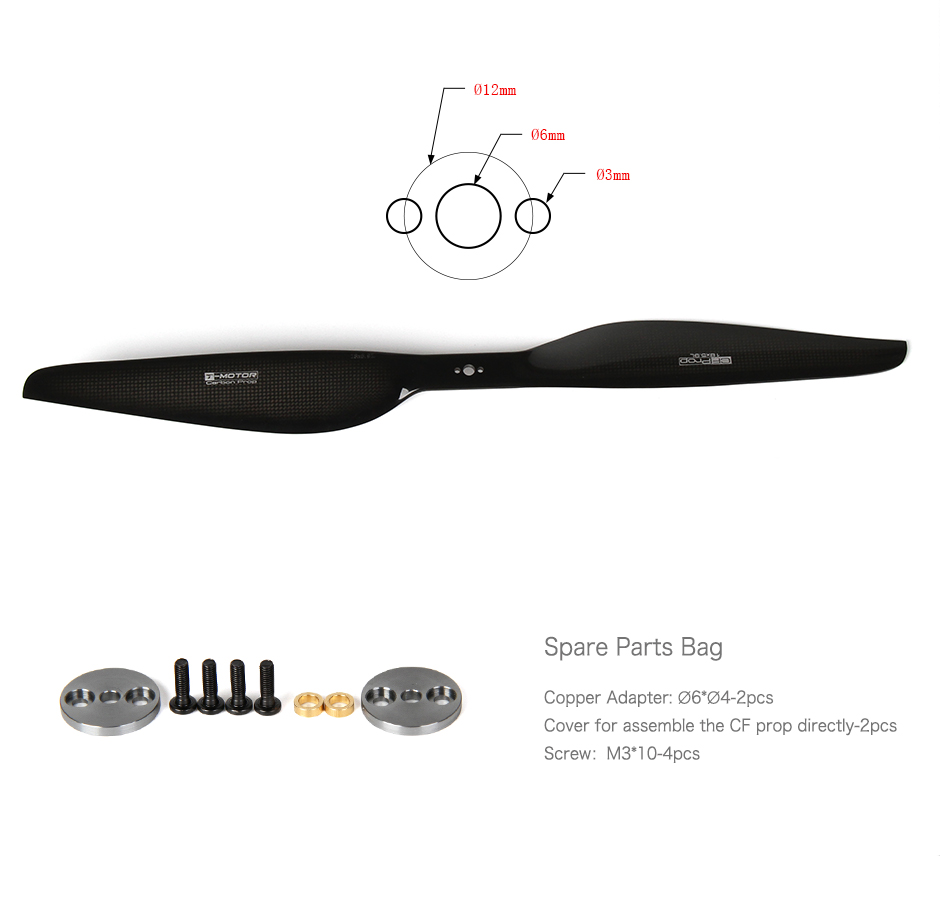 Ø12mm
Ø6mm
Ø3mm
T-MOTOR
Carbon Prop
Prop
Spare Parts Bag
Copper Adapter: Ø6*Ø4-2pcs
Cover for assemble the CF prop directly-2pcs
Screw: M3*10-4pcs